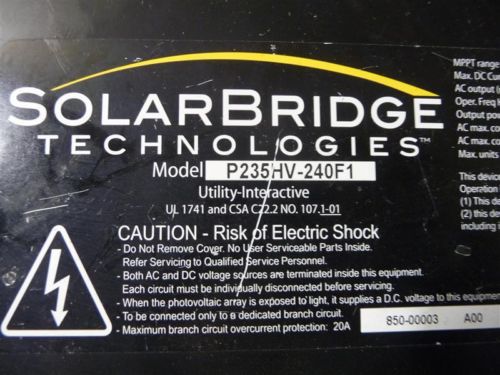 SOLARBRIDGE
TECHNOLOGIES™
Model P235HV-240F1
Utility-Interactive
UL 1741 and CSA C22.2 NO. 107.1-01
CAUTION - Risk of Electric Shock
- Do Not Remove Cover. No User Serviceable Parts Inside.
Refer Servicing to Qualified Service Personnel.
- Both AC and DC voltage sources are terminated inside this equipment.
Each circuit must be individually disconnected before servicing.
- When the photovoltaic array is exposed to light, it supplies a D.C. voltage to this equipment
- To be connected only to a dedicated branch circuit.
- Maximum branch circuit overcurrent protection: 20A
850-00003 A00
MPPT range
Max. DC Cur
AC output (
Oper. Freq
Output po
AC max. co
AC max. co
Max. units
This device
Operation
(1) This de
(2) this de
including i